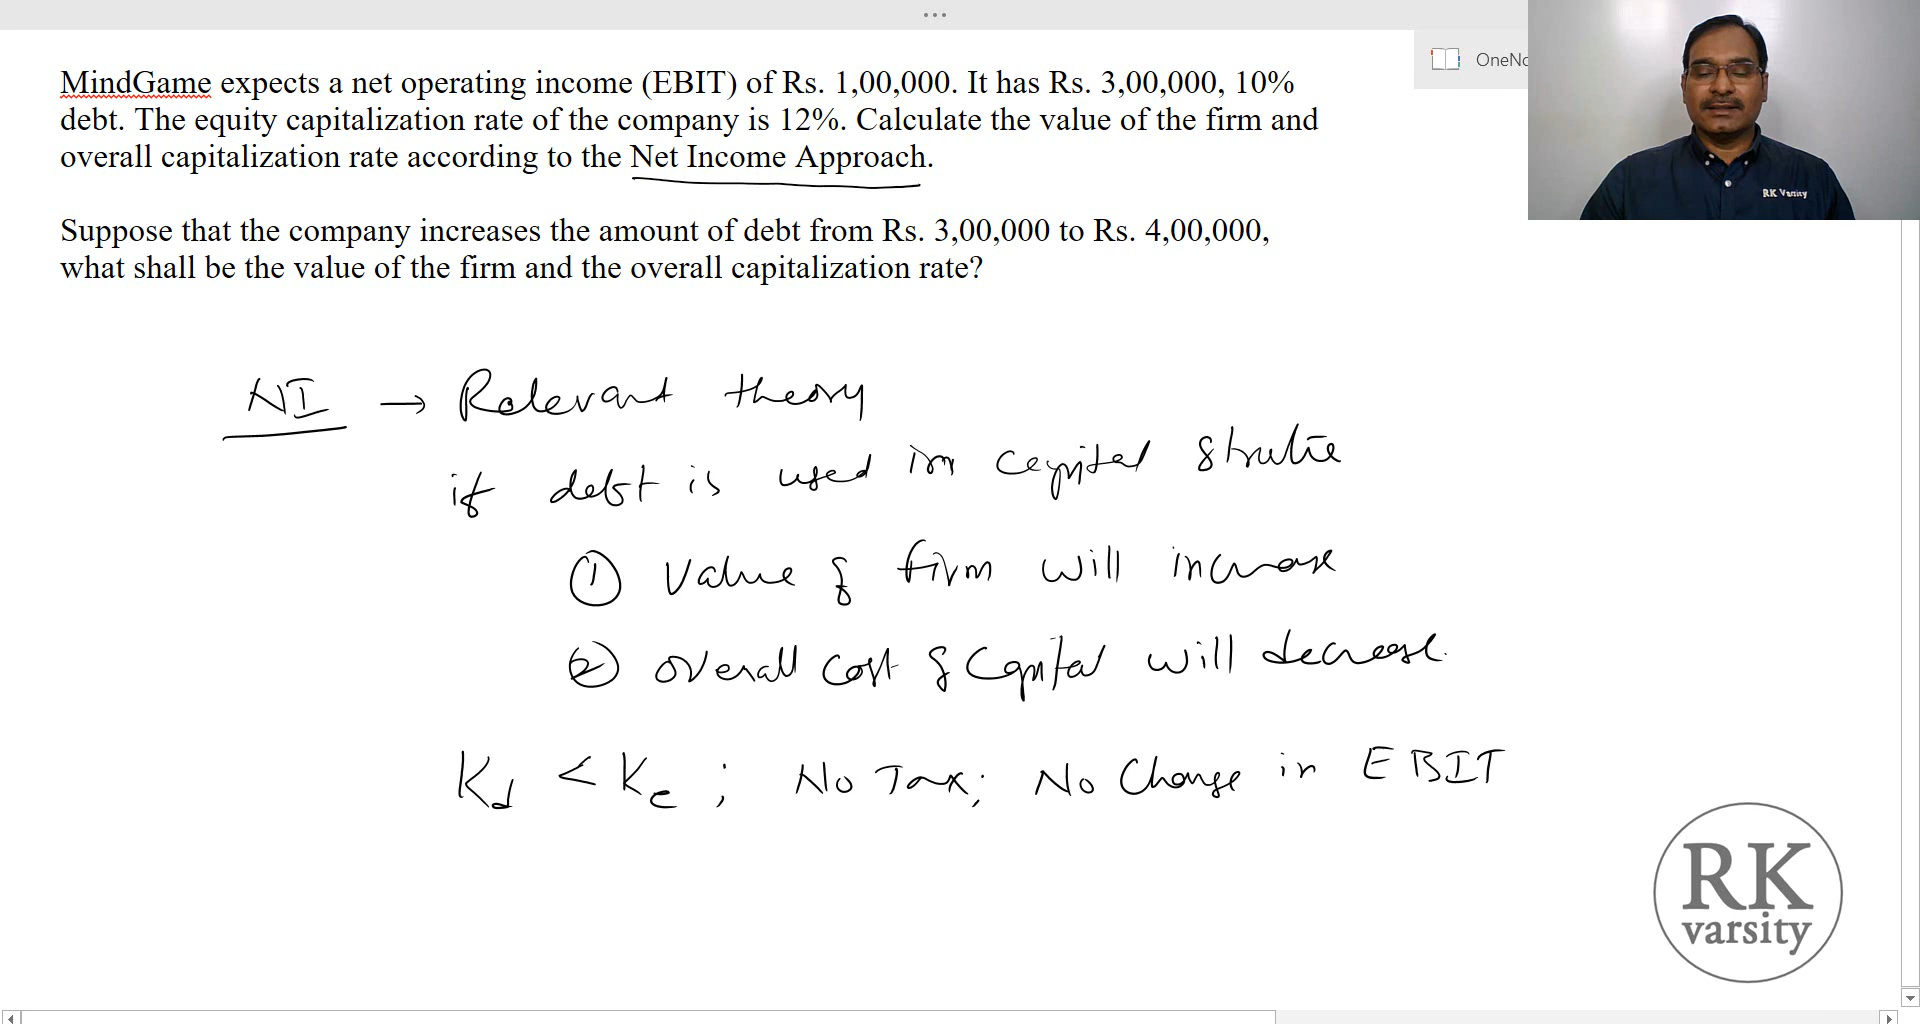 MindGame expects a net operating income (EBIT) of Rs. 1,00,000. It has Rs. 3,00,000, 10%
debt. The equity capitalization rate of the company is 12%. Calculate the value of the firm and
overall capitalization rate according to the Net Income Approach.
Suppose that the company increases the amount of debt from Rs. 3,00,000 to Rs. 4,00,000,
what shall be the value of the firm and the overall capitalization rate?
OneNo
RK Varsity
NI → Relevant theory
if debt is used in capital
① Value of firm will increase
② overall cost of Capital will decrease.
Kd < Ke ; No Tax; No Change in EBIT
RK
varsity